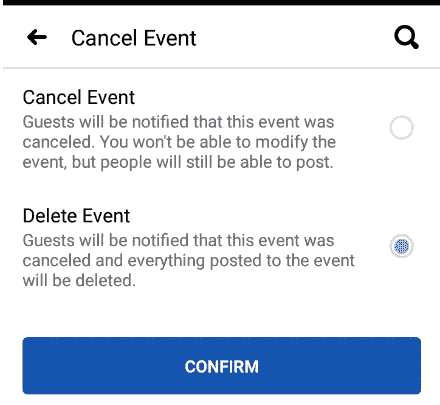 Cancel Event
Cancel Event
Guests will be notified that this event was
canceled. You won't be able to modify the
event, but people will still be able to post.
Delete Event
Guests will be notified that this event was
canceled and everything posted to the event
will be deleted.
CONFIRM